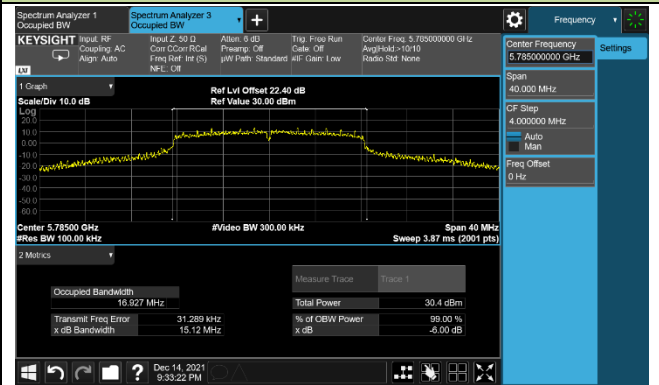 Spectrum Analyzer 1
Occupied BW
Spectrum Analyzer 3
Occupied BW
Frequency
KEYSIGHT
Input: RF
Coupling: AC
Align: Auto
Input Z: 50 Ω
Corr CCorr RCal
Freq Ref: Int (S)
NFE: Off
Atten: 6 dB
Preamp: Off
µW Path: Standard
Trig: Free Run
Gate: Off
#IF Gain: Low
Center Freq: 5.785000000 GHz
Avg|Hold:>10/10
Radio Std: None
LXI
1 Graph
Scale/Div 10.0 dB
Ref Lvl Offset 22.40 dB
Ref Value 30.00 dBm
Log
20.0
10.0
0.00
-10.0
-20.0
-30.0
-40.0
-50.0
-60.0
Center 5.78500 GHz
#Res BW 100.00 kHz
#Video BW 300.00 kHz
Span 40 MHz
Sweep 3.87 ms (2001 pts)
2 Metrics
Measure Trace
Trace 1
Occupied Bandwidth
16.927 MHz
Total Power
30.4 dBm
Transmit Freq Error
31.289 kHz
% of OBW Power
99.00 %
x dB Bandwidth
15.12 MHz
x dB
-6.00 dB
Center Frequency
5.785000000 GHz
Settings
Span
40.000 MHz
CF Step
4.000000 MHz
Auto
Man
Freq Offset
0 Hz
?
Dec 14, 2021
9:33:22 PM